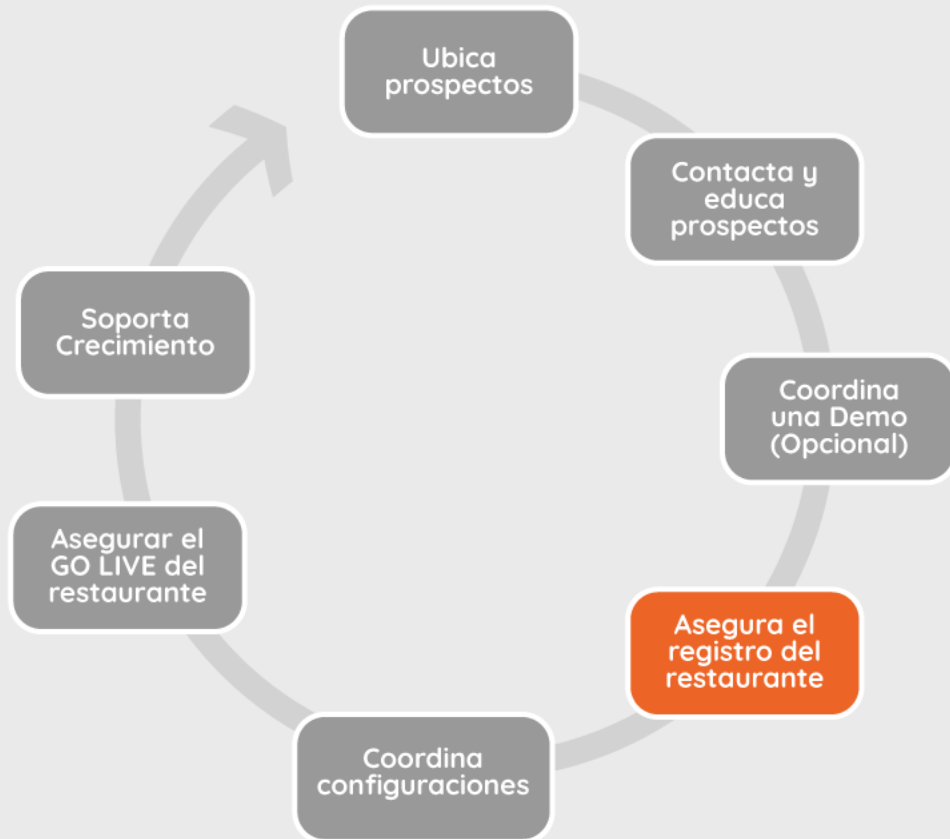 Ubica
prospectos
Contacta y
educa
prospectos
Coordina
una Demo
(Opcional)
Asegura el
registro del
restaurante
Coordina
configuraciones
Asegurar el
GO LIVE del
restaurante
Soporta
Crecimiento